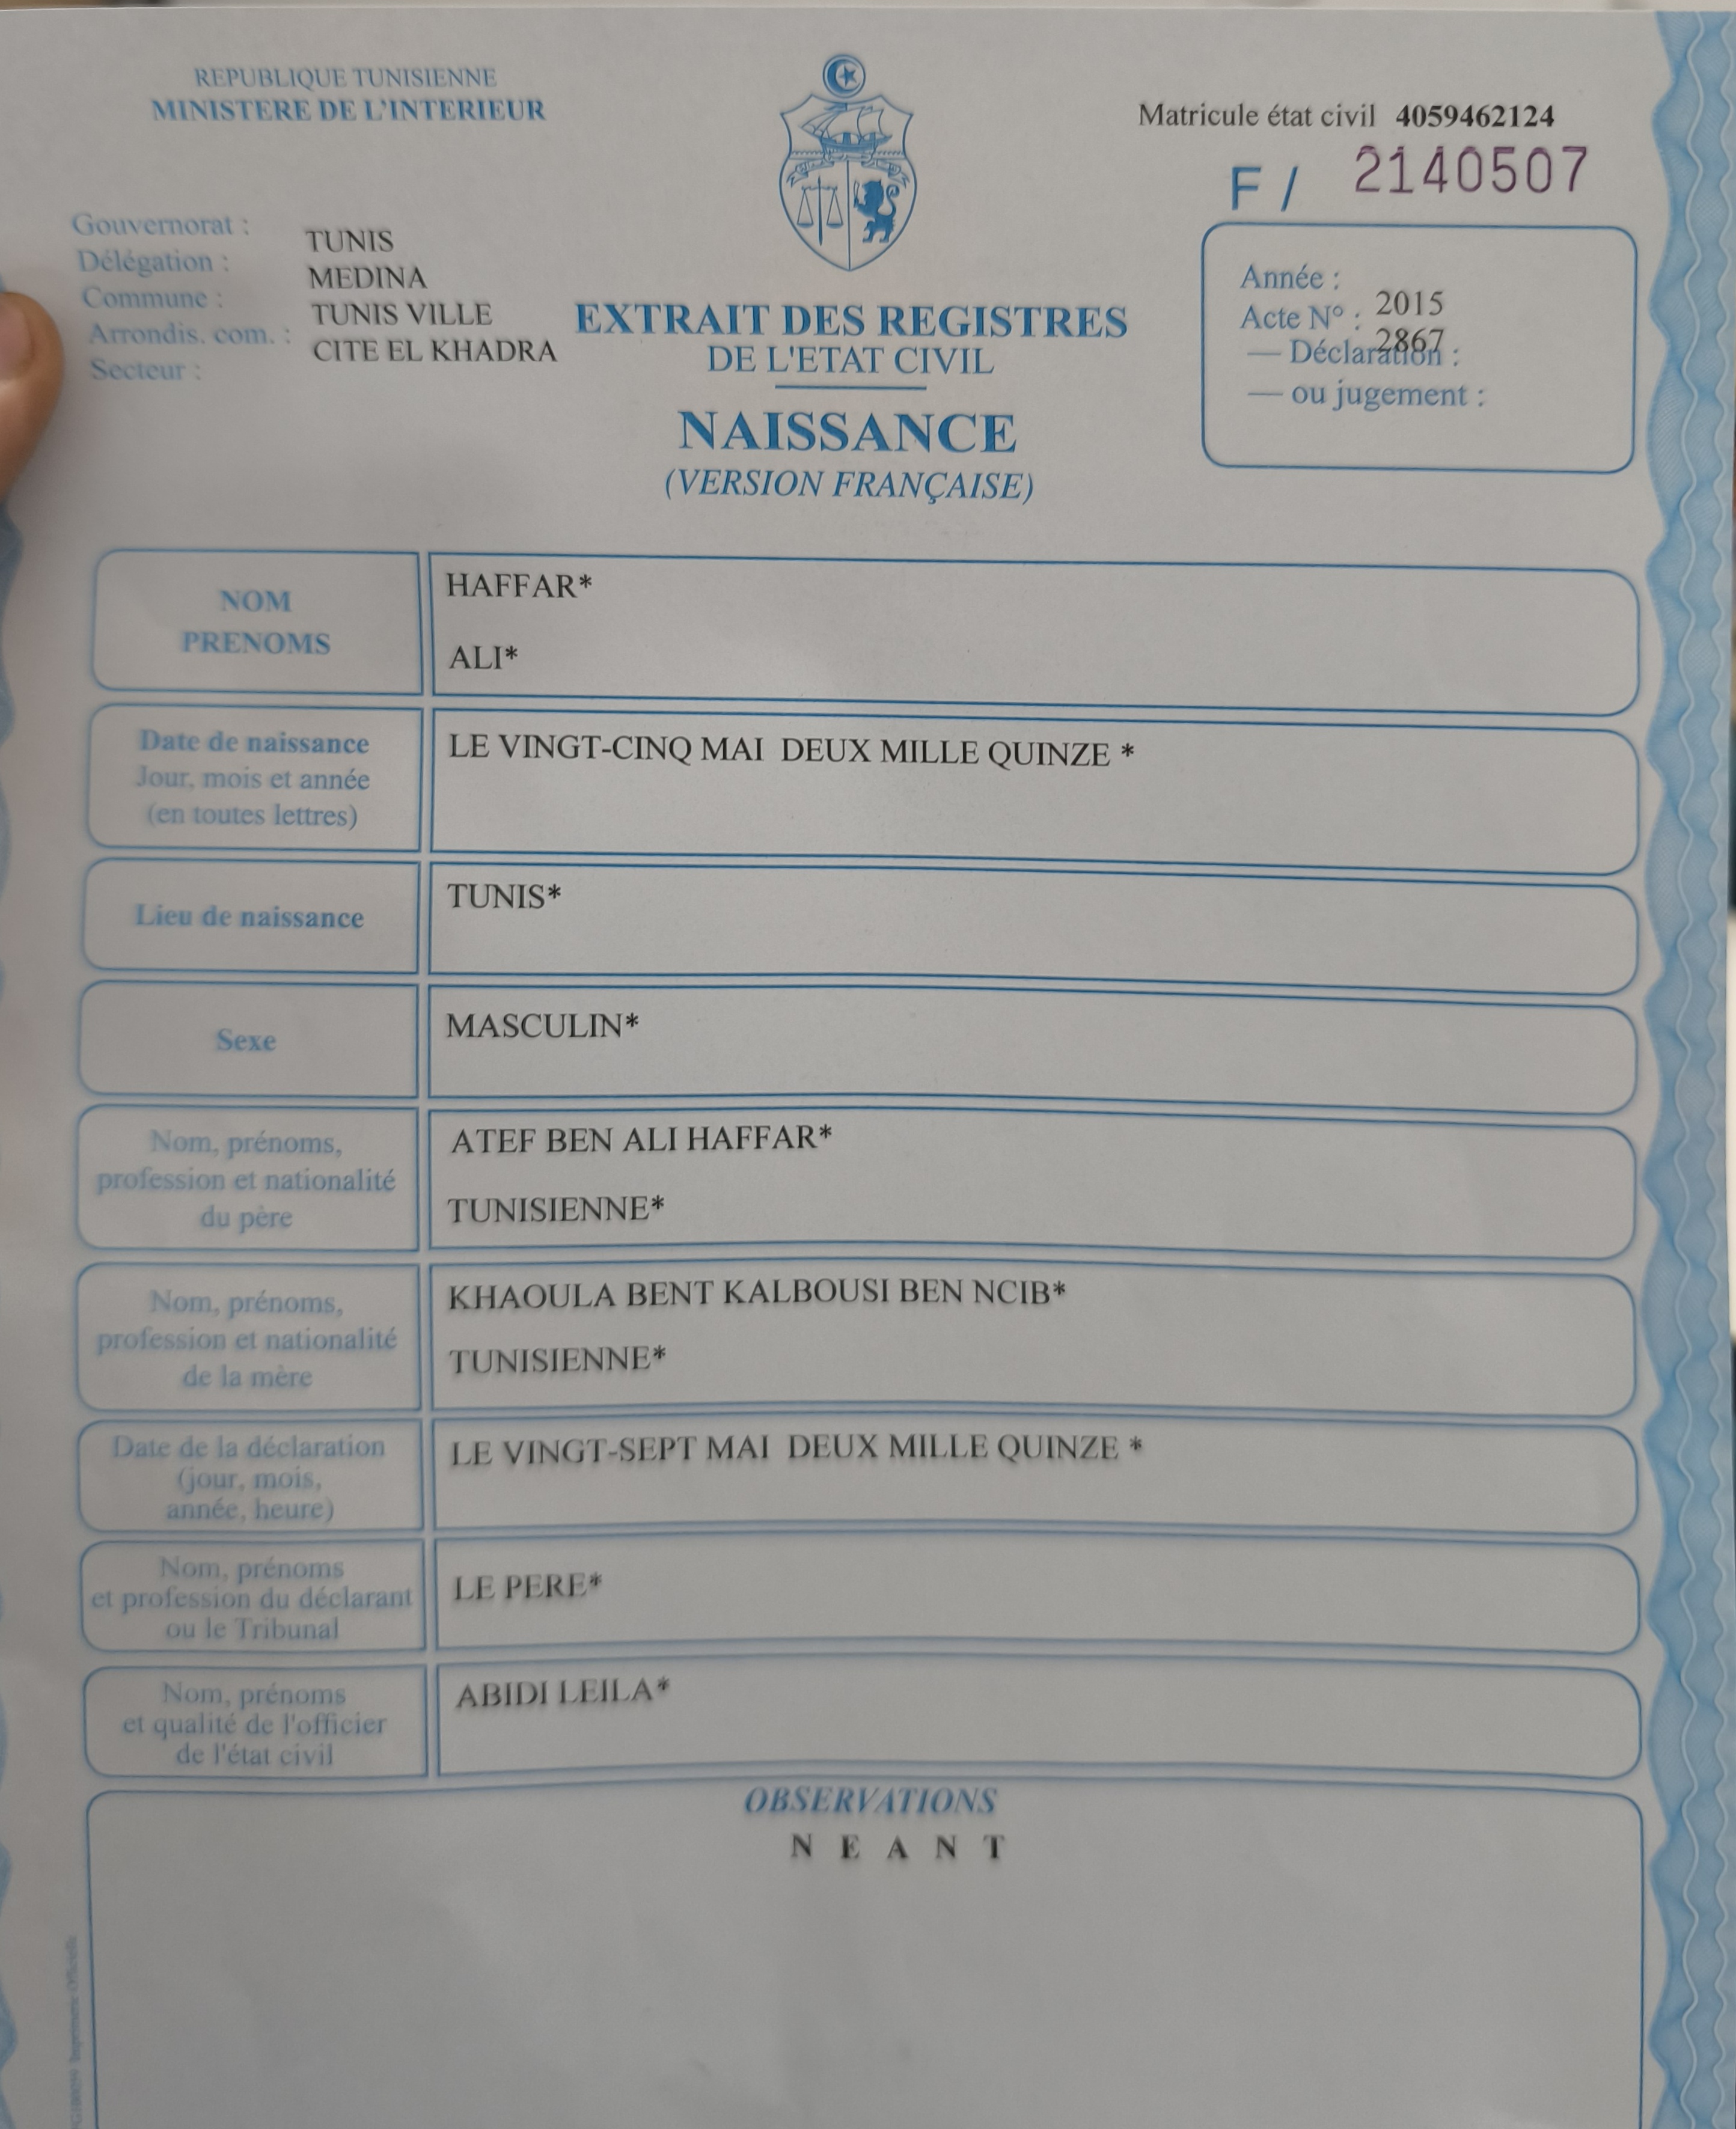 REPUBLIQUE TUNISIENNE
MINISTERE DE L'INTERIEUR
Matricule état civil 4059462124
F / 2140507
Gouvernorat : TUNIS
Délégation : MEDINA
Commune : TUNIS VILLE
Arrondis. com. : CITE EL KHADRA
Secteur :
EXTRAIT DES REGISTRES
DE L'ETAT CIVIL
NAISSANCE
(VERSION FRANÇAISE)
Année : 2015
Acte N° : 2867
— Déclaration :
— ou jugement :
NOM
PRENOMS
HAFFAR*
ALI*
Date de naissance
Jour, mois et année
(en toutes lettres)
LE VINGT-CINQ MAI DEUX MILLE QUINZE *
Lieu de naissance
TUNIS*
Sexe
MASCULIN*
Nom, prénoms,
profession et nationalité
du père
ATEF BEN ALI HAFFAR*
TUNISIENNE*
Nom, prénoms,
profession et nationalité
de la mère
KHAOULA BENT KALBOUSI BEN NCIB*
TUNISIENNE*
Date de la déclaration
(jour, mois,
année, heure)
LE VINGT-SEPT MAI DEUX MILLE QUINZE *
Nom, prénoms
et profession du déclarant
ou le Tribunal
LE PERE*
Nom, prénoms
et qualité de l'officier
de l'état civil
ABIDI LEILA*
OBSERVATIONS
N E A N T
Imprimerie Officielle